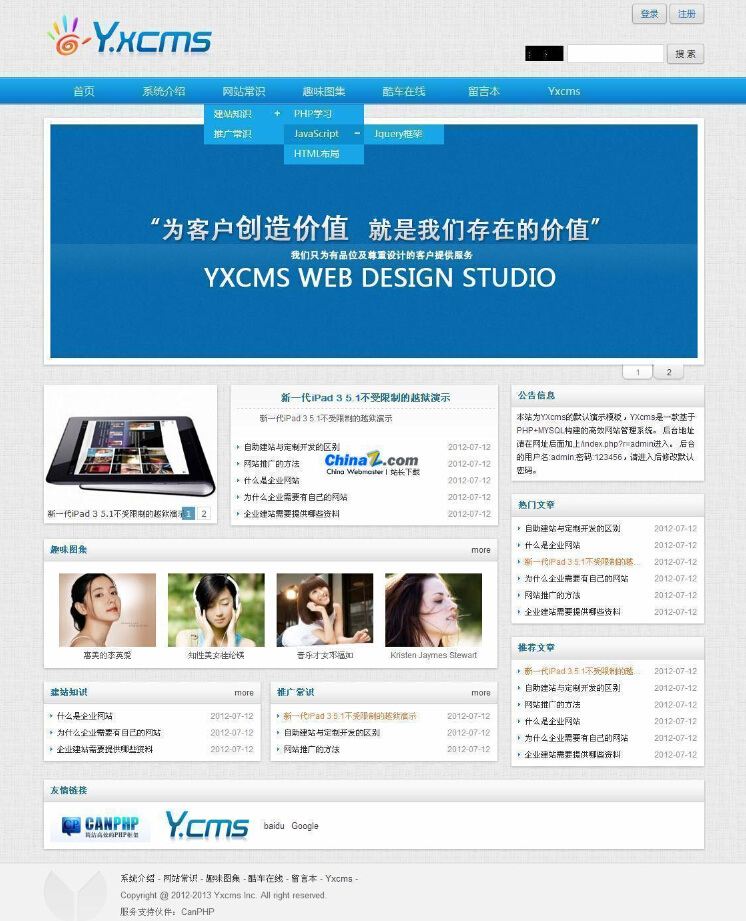 登录 注册
Yxcms
搜 索
首页 系统介绍 网站常识 趣味图集 酷车在线 留言本 Yxcms
建站知识 + PHP学习
推广常识 JavaScript - Jquery框架
HTML布局
“为客户创造价值 就是我们存在的价值”
我们只为有品位及尊重设计的客户提供服务
YXCMS WEB DESIGN STUDIO
1 2
新一代iPad 3 5.1不受限制的越狱演示
1 2
新一代iPad 3 5.1不受限制的越狱演示
新一代iPad 3 5.1不受限制的越狱演示
自助建站与定制开发的区别 2012-07-12
网站推广的方法 2012-07-12
什么是企业网站 2012-07-12
为什么企业需要有自己的网站 2012-07-12
企业建站需要提供哪些资料 2012-07-12
ChinaZ.com
China Webmaster | 站长下载
公告信息
本站为YXcms的默认演示模板，YXcms是一款基于
PHP+MYSQL构建的高效网站管理系统。 后台地址
请在网址后面加上/index.php?r=admin进入。 后台
的用户名:admin;密码:123456，请进入后修改默认
密码。
热门文章
自助建站与定制开发的区别 2012-07-12
什么是企业网站 2012-07-12
新一代iPad 3 5.1不受限制的越... 2012-07-12
为什么企业需要有自己的网站 2012-07-12
网站推广的方法 2012-07-12
企业建站需要提供哪些资料 2012-07-12
趣味图集 more
惠美的李英爱 知性美女桂纶镁 音乐才女邓福如 Kristen Jaymes Stewart
推荐文章
新一代iPad 3 5.1不受限制的越... 2012-07-12
自助建站与定制开发的区别 2012-07-12
网站推广的方法 2012-07-12
什么是企业网站 2012-07-12
为什么企业需要有自己的网站 2012-07-12
企业建站需要提供哪些资料 2012-07-12
建站知识 more
什么是企业网站 2012-07-12
为什么企业需要有自己的网站 2012-07-12
企业建站需要提供哪些资料 2012-07-12
推广常识 more
新一代iPad 3 5.1不受限制的越狱演示 2012-07-12
自助建站与定制开发的区别 2012-07-12
网站推广的方法 2012-07-12
友情链接
CP CANPHP
简洁高效的PHP框架
Y.cms
baidu Google
系统介绍 - 网站常识 - 趣味图集 - 酷车在线 - 留言本 - Yxcms -
Copyright @ 2012-2013 Yxcms Inc. All right reserved.
服务支持伙伴：CanPHP